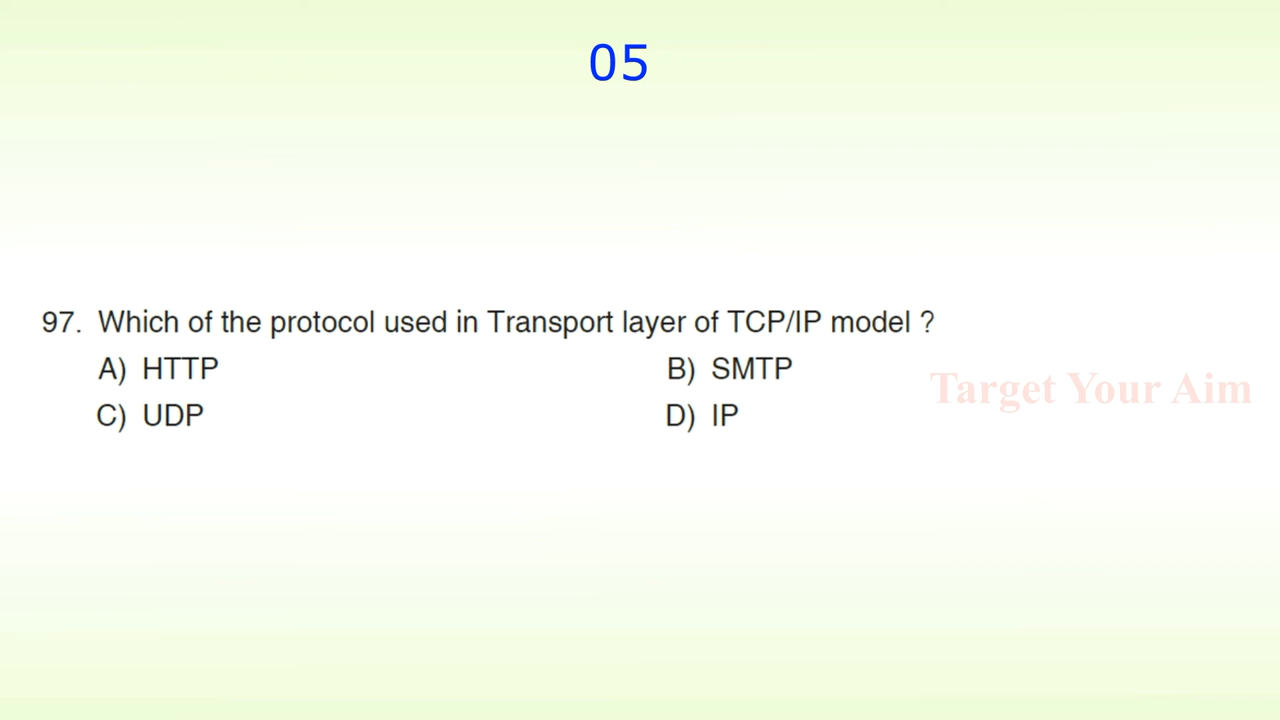 05
97. Which of the protocol used in Transport layer of TCP/IP model ?
A) HTTP B) SMTP
Target Your Aim
C) UDP D) IP